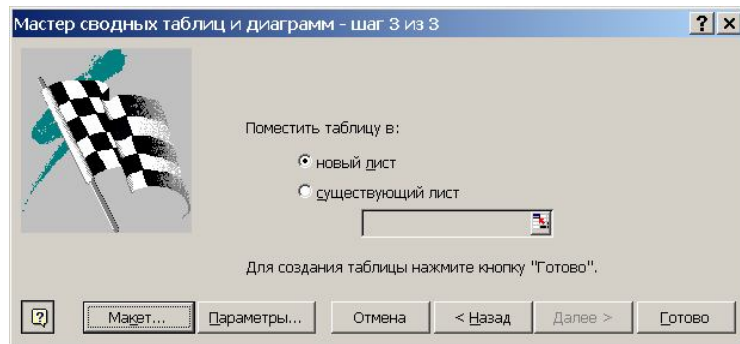 Мастер сводных таблиц и диаграмм - шаг 3 из 3
Поместить таблицу в:
новый лист
существующий лист
Для создания таблицы нажмите кнопку "Готово".
Макет... Параметры... Отмена < Назад Далее > Готово